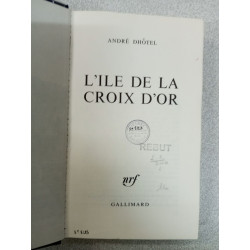 ANDRÉ DHÔTEL
L'ILE DE LA
CROIX D'OR
REBUT
nrf
GALLIMARD